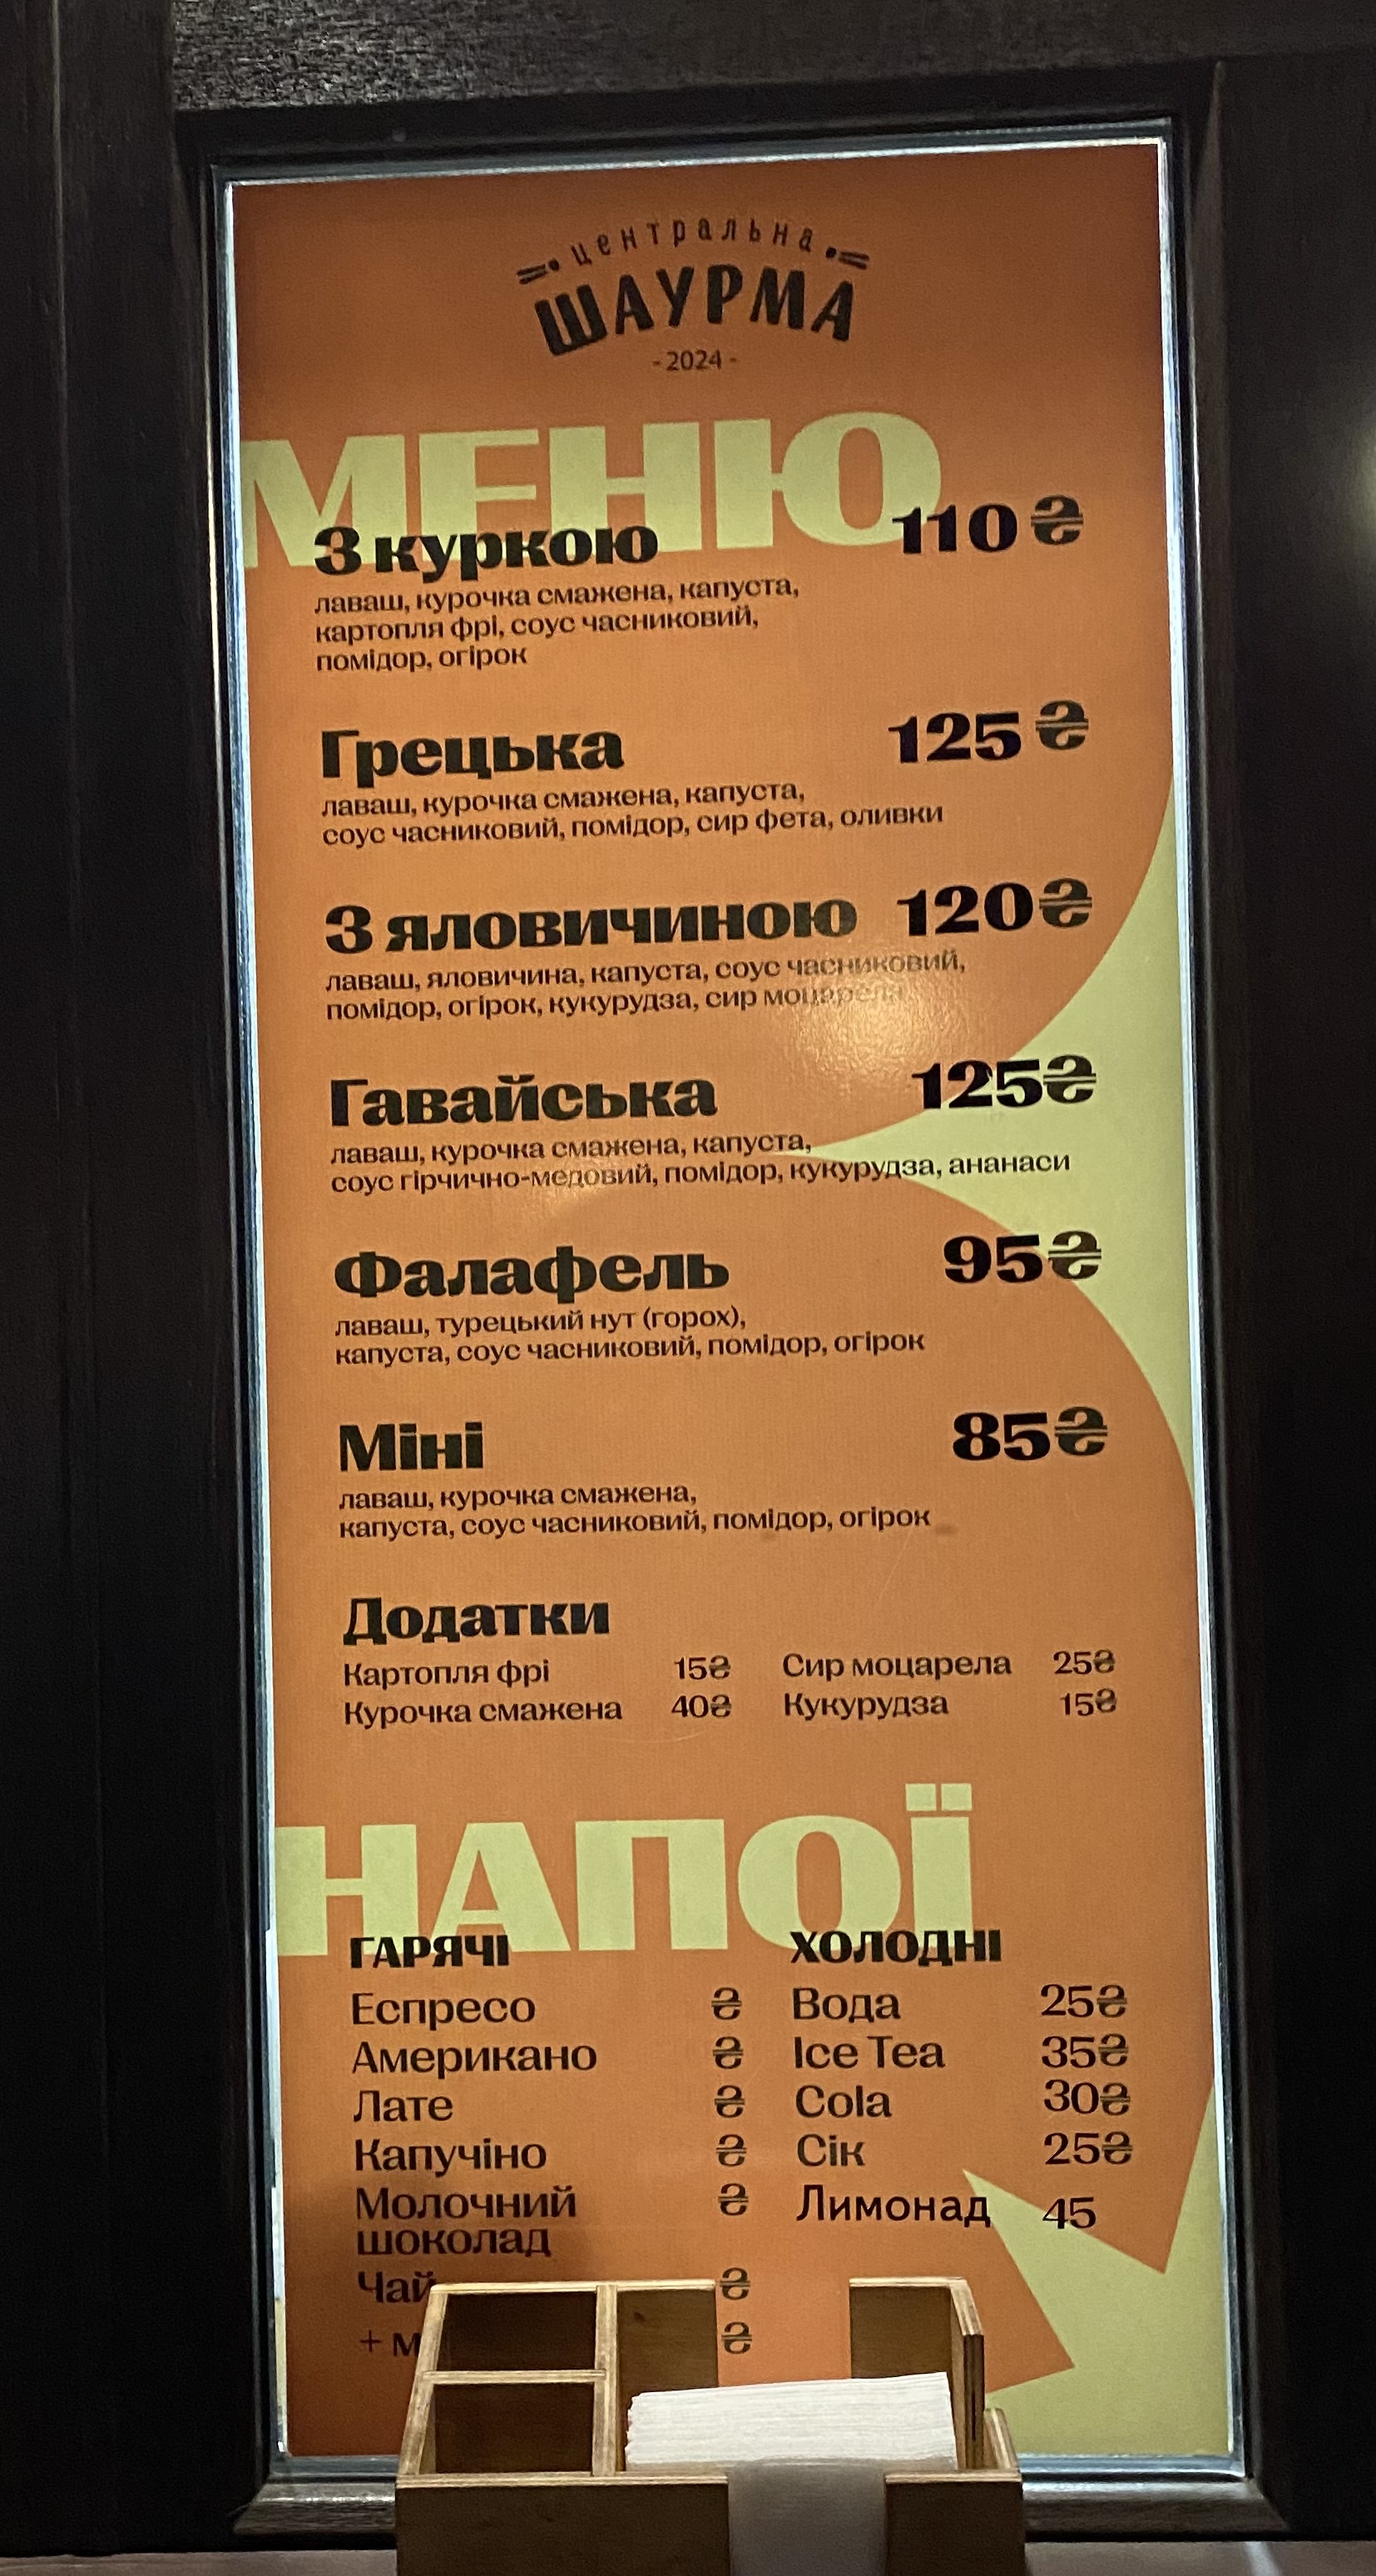 центральна
ШАУРМА
- 2024 -
МЕНЮ
З куркою 110 ₴
лаваш, курочка смажена, капуста,
картопля фрі, соус часниковий,
помідор, огірок
Грецька 125 ₴
лаваш, курочка смажена, капуста,
соус часниковий, помідор, сир фета, оливки
З яловичиною 120₴
лаваш, яловичина, капуста, соус часниковий,
помідор, огірок, кукурудза, сир моцарела
Гавайська 125₴
лаваш, курочка смажена, капуста,
соус гірчично-медовий, помідор, кукурудза, ананаси
Фалафель 95₴
лаваш, турецький нут (горох),
капуста, соус часниковий, помідор, огірок
Міні 85₴
лаваш, курочка смажена,
капуста, соус часниковий, помідор, огірок
Додатки
Картопля фрі 15₴ Сир моцарела 25₴
Курочка смажена 40₴ Кукурудза 15₴
НАПОЇ
ГАРЯЧІ
Еспресо ₴
Американо ₴
Лате ₴
Капучіно ₴
Молочний ₴
шоколад
Чай ₴
+ ₴
ХОЛОДНІ
Вода 25₴
Ice Tea 35₴
Cola 30₴
Сік 25₴
Лимонад 45